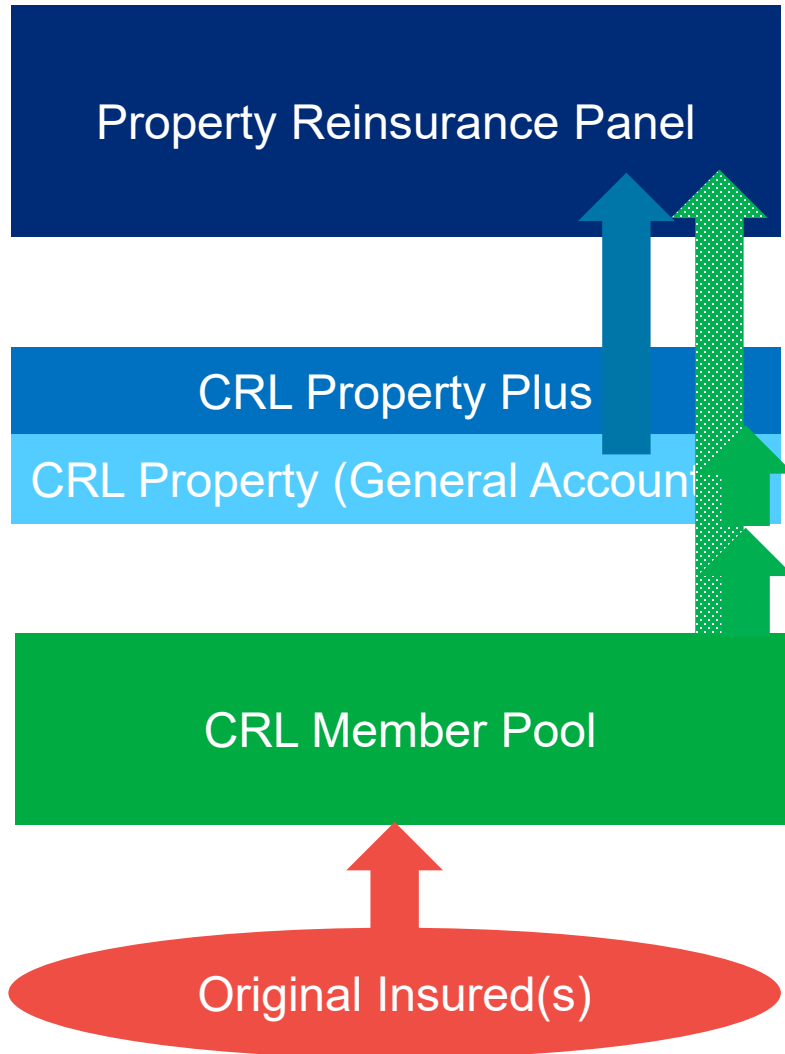 Property Reinsurance Panel
CRL Property Plus
CRL Property (General Account
CRL Member Pool
Original Insured(s)